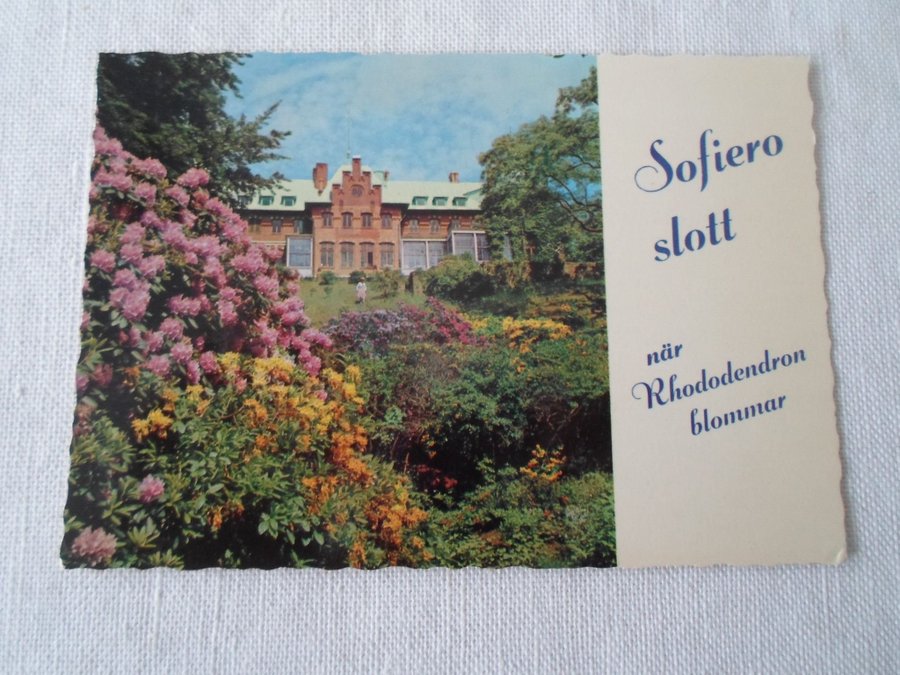 Sofiero
slott
när
Rhododendron
blommar